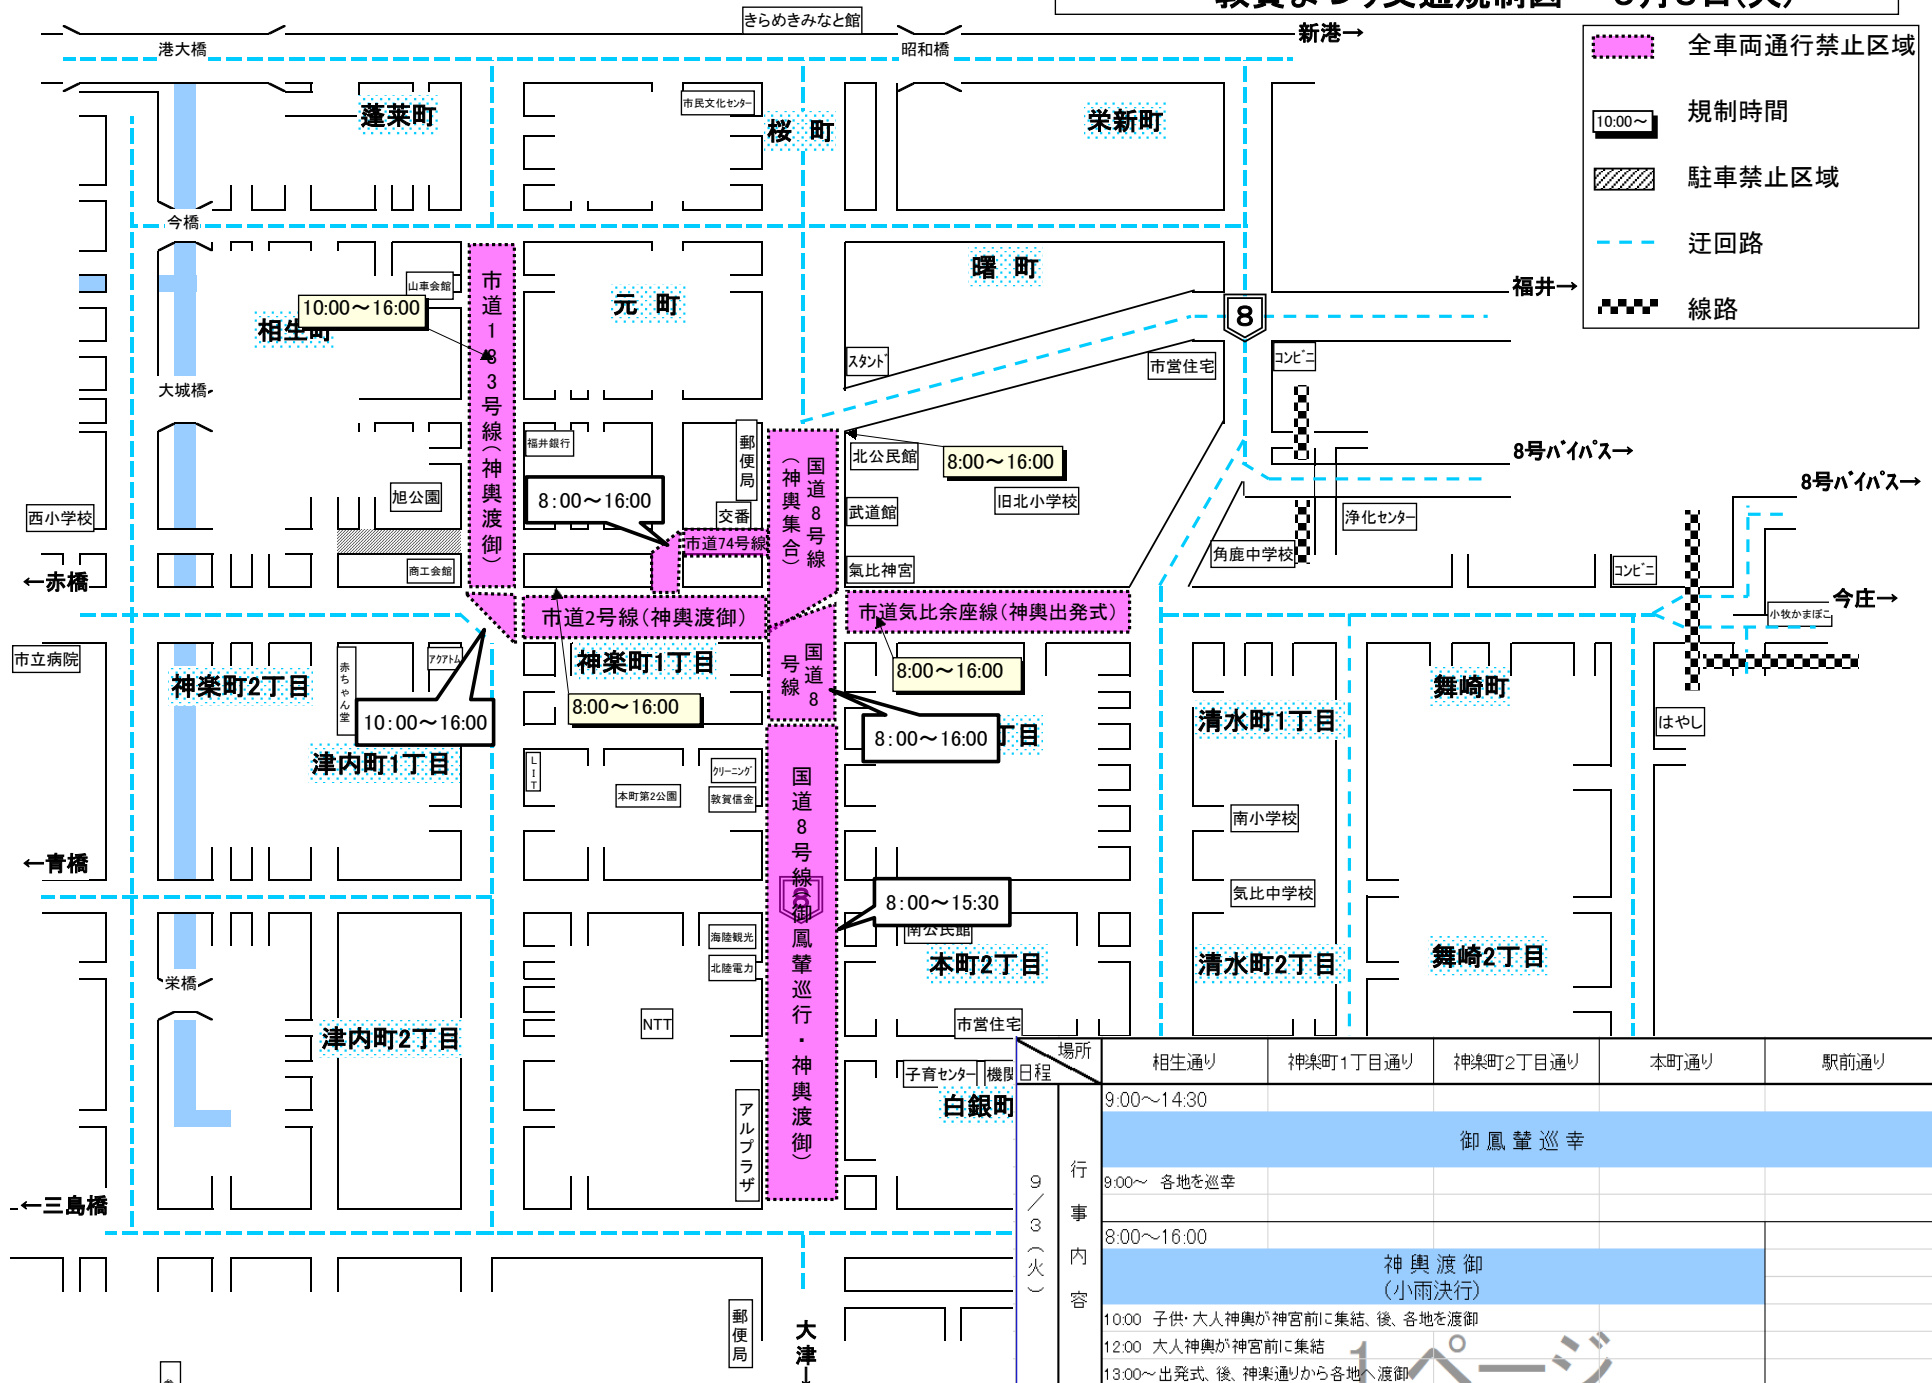 敦賀まつり交通規制図　9月3日(火)
きらめきみなと館
新港→
港大橋
昭和橋
全車両通行禁止区域
10:00～
規制時間
駐車禁止区域
迂回路
線路
蓬莱町
市民文化センター
桜 町
栄新町
今橋
山車会館
10:00～16:00
相生町
市道133号線(神輿渡御)
元 町
曙 町
福井→
8
スタンド
市営住宅
コンビニ
大城橋
福井銀行
郵便局
国道8号線(神輿集合)
北公民館
8:00～16:00
8号バイパス→
8号バイパス→
旭公園
8:00～16:00
旧北小学校
西小学校
交番
武道館
浄化センター
市道74号線
角鹿中学校
←赤橋
商工会館
氣比神宮
コンビニ
今庄→
市道2号線(神輿渡御)
市道気比余座線(神輿出発式)
小牧かまぼこ
市立病院
神楽町2丁目
赤ちゃん堂
アクアトム
神楽町1丁目
国道8号線
8:00～16:00
舞崎町
10:00～16:00
8:00～16:00
8:00～16:00
丁目
清水町1丁目
はやし
津内町1丁目
LIT
クリーニング
本町第2公園
敦賀信金
国道8号線(御鳳輦巡行・神輿渡御)
8
南小学校
←青橋
8:00～15:30
気比中学校
海陸観光
南公民館
北陸電力
本町2丁目
清水町2丁目
舞崎2丁目
栄橋
津内町2丁目
NTT
市営住宅
子育センター
機関
白銀町
アルプラザ
←三島橋
郵便局
大津→
場所
日程
相生通り
神楽町1丁目通り
神楽町2丁目通り
本町通り
駅前通り
9/3(火)
行事内容
9:00～14:30
御鳳輦巡幸
9:00～ 各地を巡幸
8:00～16:00
神輿渡御
(小雨決行)
10:00 子供・大人神輿が神宮前に集結、後、各地を渡御
12:00 大人神輿が神宮前に集結
13:00～出発式、後、神楽通りから各地へ渡御
1 ページ